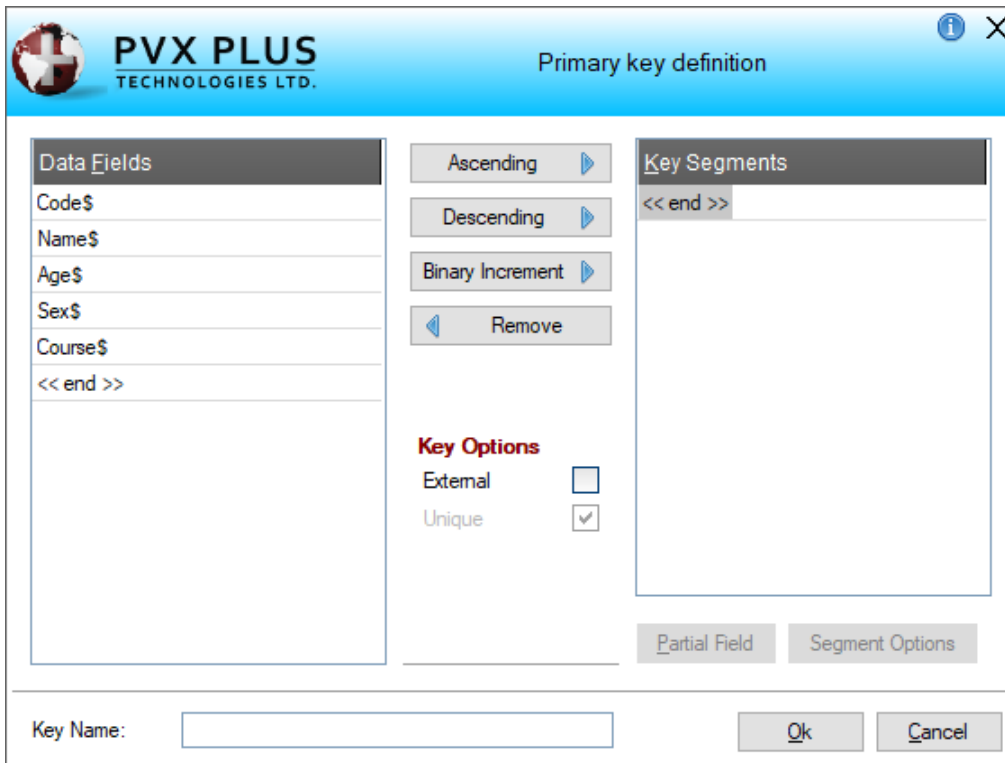 PVX PLUS
TECHNOLOGIES LTD.
Primary key definition
Data Fields
Code$
Name$
Age$
Sex$
Course$
<< end >>
Ascending
Descending
Binary Increment
Remove
Key Options
External
Unique
Key Segments
<< end >>
Partial Field
Segment Options
Key Name:
Ok
Cancel